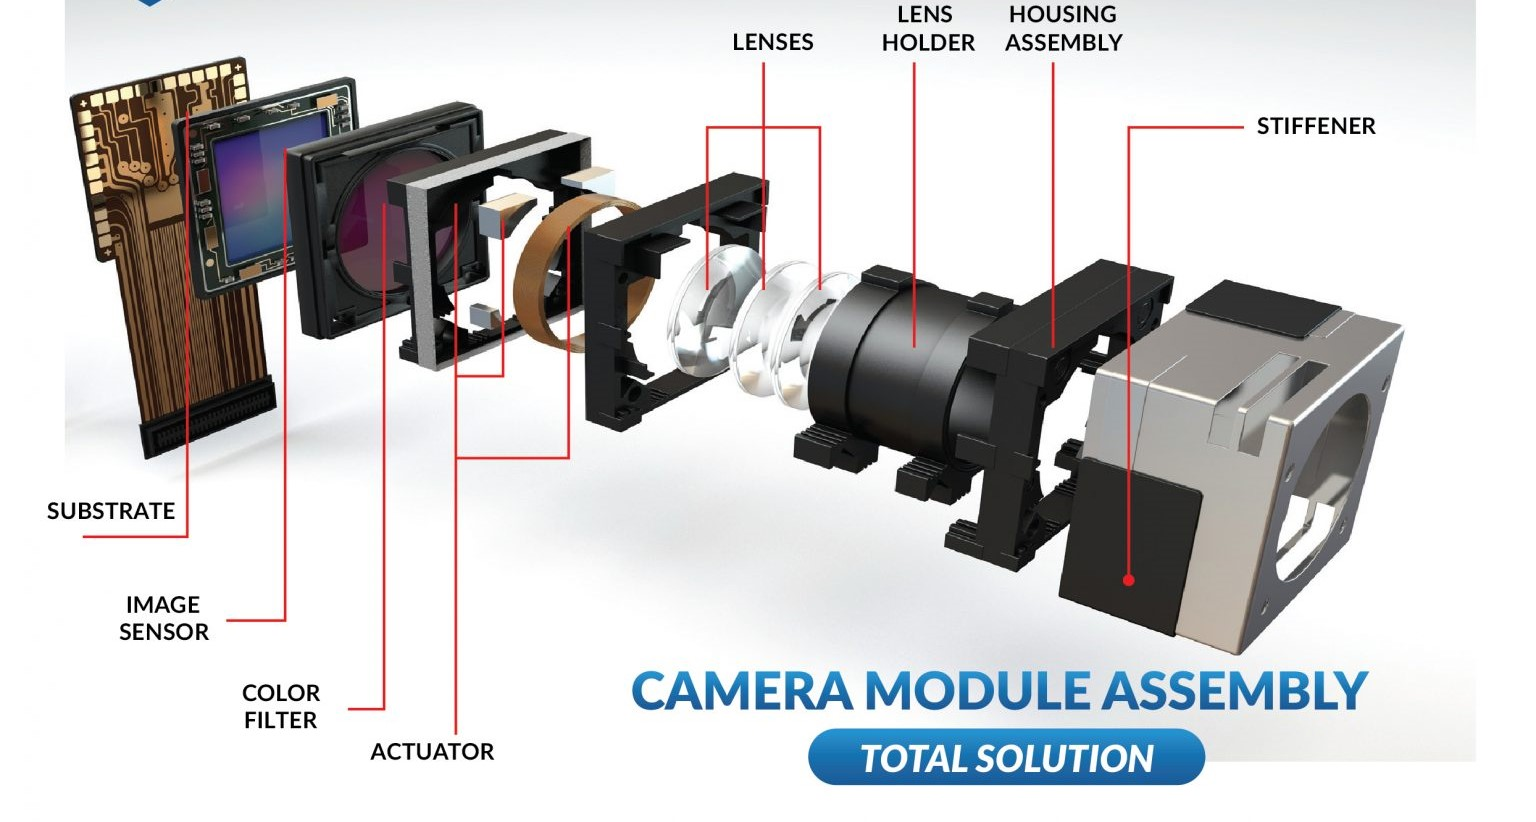 LENSES
LENS
HOLDER
HOUSING
ASSEMBLY
STIFFENER
SUBSTRATE
IMAGE
SENSOR
COLOR
FILTER
ACTUATOR
CAMERA MODULE ASSEMBLY
TOTAL SOLUTION